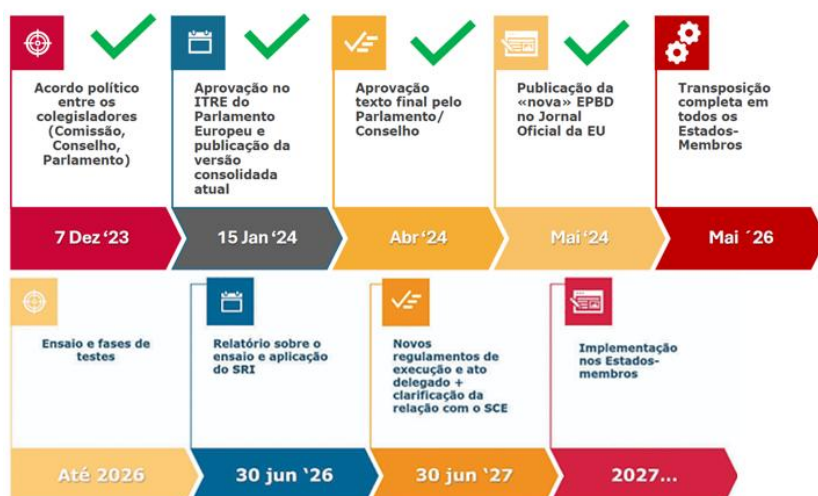 Acordo político
entre os
colegisladores
(Comissão,
Conselho,
Parlamento)
7 Dez ‘23
Aprovação no
ITRE do
Parlamento
Europeu e
publicação da
versão
consolidada
atual
15 Jan ‘24
Aprovação
texto final pelo
Parlamento/
Conselho
Abr‘24
Publicação da
«nova» EPBD
no Jornal
Oficial da EU
Mai ‘24
Transposição
completa em
todos os
Estados-
Membros
Mai ´26
Ensaio e fases de
testes
Até 2026
Relatório sobre o
ensaio e aplicação
do SRI
30 jun ‘26
Novos
regulamentos de
execução e ato
delegado +
clarificação da
relação com o SCE
30 jun ‘27
Implementação
nos Estados-
membros
2027...